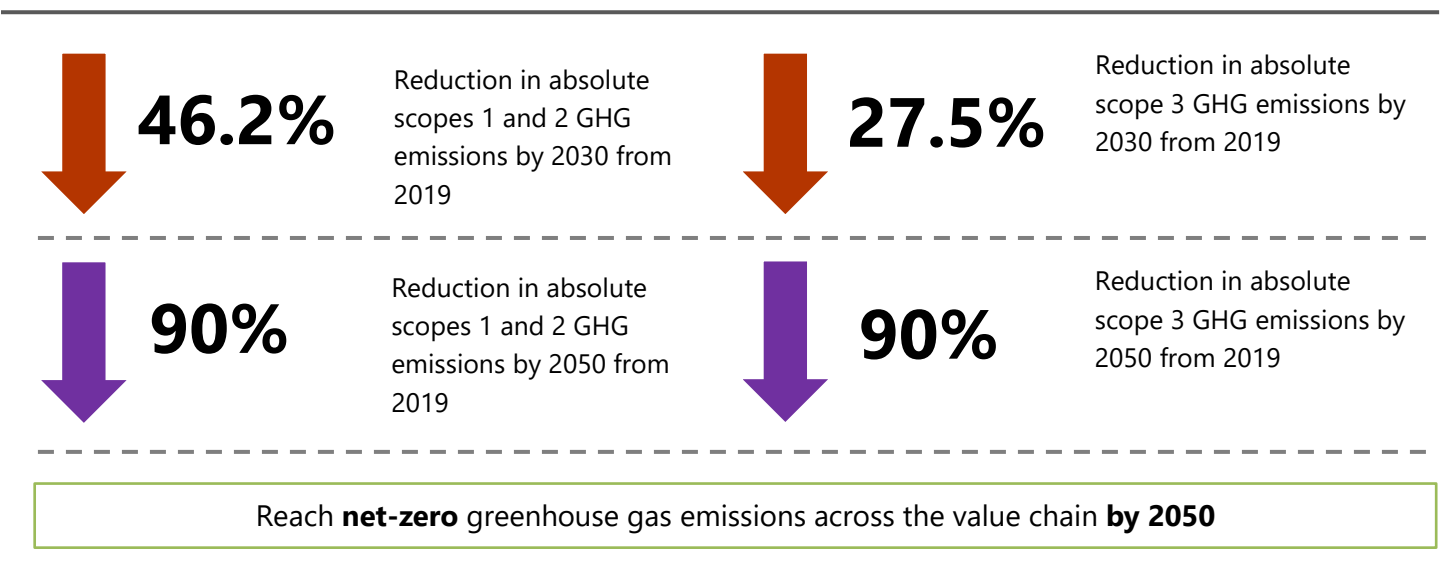 46.2%
Reduction in absolute
scopes 1 and 2 GHG
emissions by 2030 from
2019
27.5%
Reduction in absolute
scope 3 GHG emissions by
2030 from 2019
90%
Reduction in absolute
scopes 1 and 2 GHG
emissions by 2050 from
2019
90%
Reduction in absolute
scope 3 GHG emissions by
2050 from 2019
Reach net-zero greenhouse gas emissions across the value chain by 2050